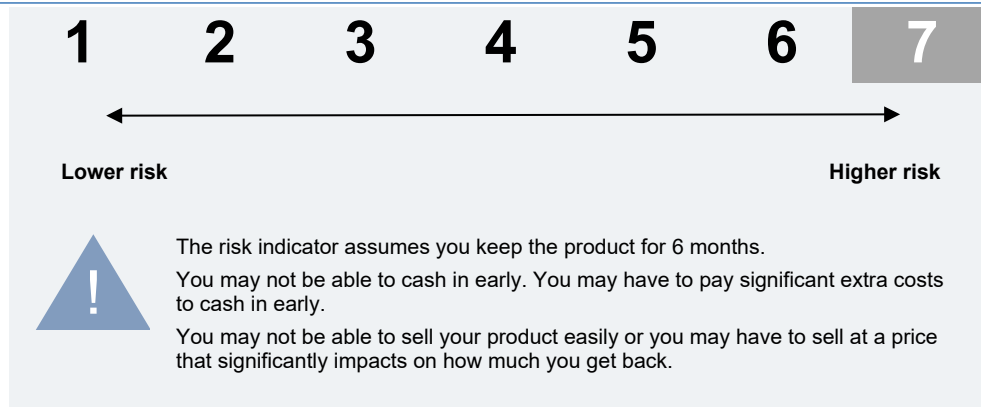 1 2 3 4 5 6 7
Lower risk Higher risk
!
The risk indicator assumes you keep the product for 6 months.
You may not be able to cash in early. You may have to pay significant extra costs
to cash in early.
You may not be able to sell your product easily or you may have to sell at a price
that significantly impacts on how much you get back.